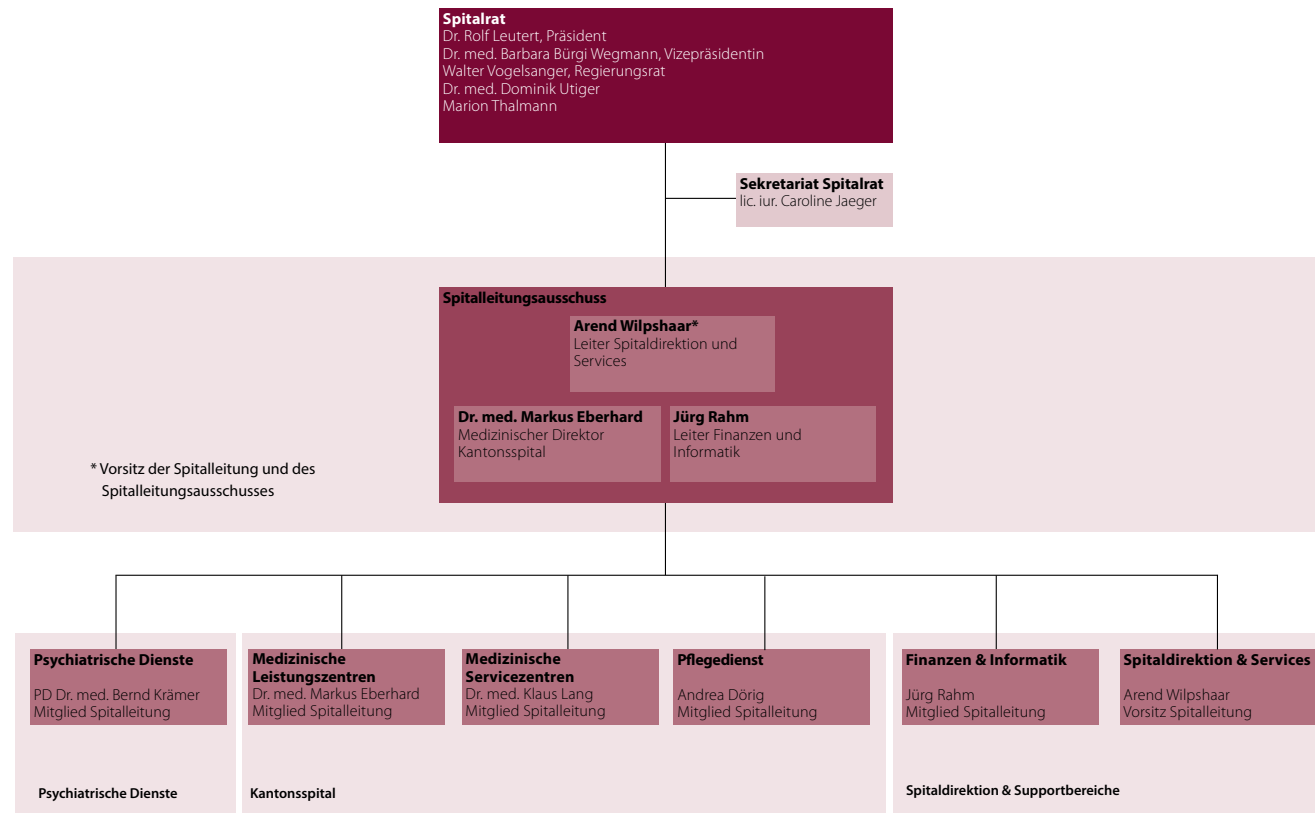 Spitalrat
Dr. Rolf Leutert, Präsident
Dr. med. Barbara Bürgi Wegmann, Vizepräsidentin
Walter Vogelsanger, Regierungsrat
Dr. med. Dominik Utiger
Marion Thalmann
Sekretariat Spitalrat
lic. iur. Caroline Jaeger
Spitalleitungsausschuss
Arend Wilpshaar*
Leiter Spitaldirektion und
Services
Dr. med. Markus Eberhard
Medizinischer Direktor
Kantonsspital
Jürg Rahm
Leiter Finanzen und
Informatik
* Vorsitz der Spitalleitung und des
Spitalleitungsausschusses
Psychiatrische Dienste
PD Dr. med. Bernd Krämer
Mitglied Spitalleitung
Medizinische
Leistungszentren
Dr. med. Markus Eberhard
Mitglied Spitalleitung
Medizinische
Servicezentren
Dr. med. Klaus Lang
Mitglied Spitalleitung
Pflegedienst
Andrea Dörig
Mitglied Spitalleitung
Finanzen & Informatik
Jürg Rahm
Mitglied Spitalleitung
Spitaldirektion & Services
Arend Wilpshaar
Vorsitz Spitalleitung
Psychiatrische Dienste
Kantonsspital
Spitaldirektion & Supportbereiche